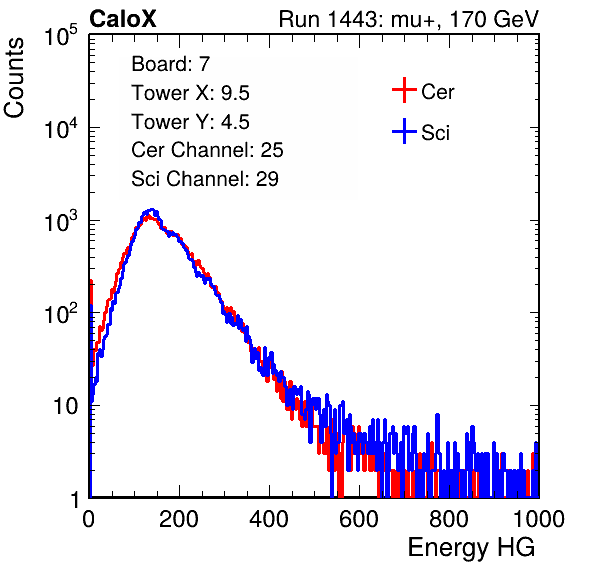 CaloX Run 1443: mu+, 170 GeV
Counts
Board: 7
Tower X: 9.5
Tower Y: 4.5
Cer Channel: 25
Sci Channel: 29
Cer
Sci
10^5
10^4
10^3
10^2
10
1
0 200 400 600 800 1000
Energy HG